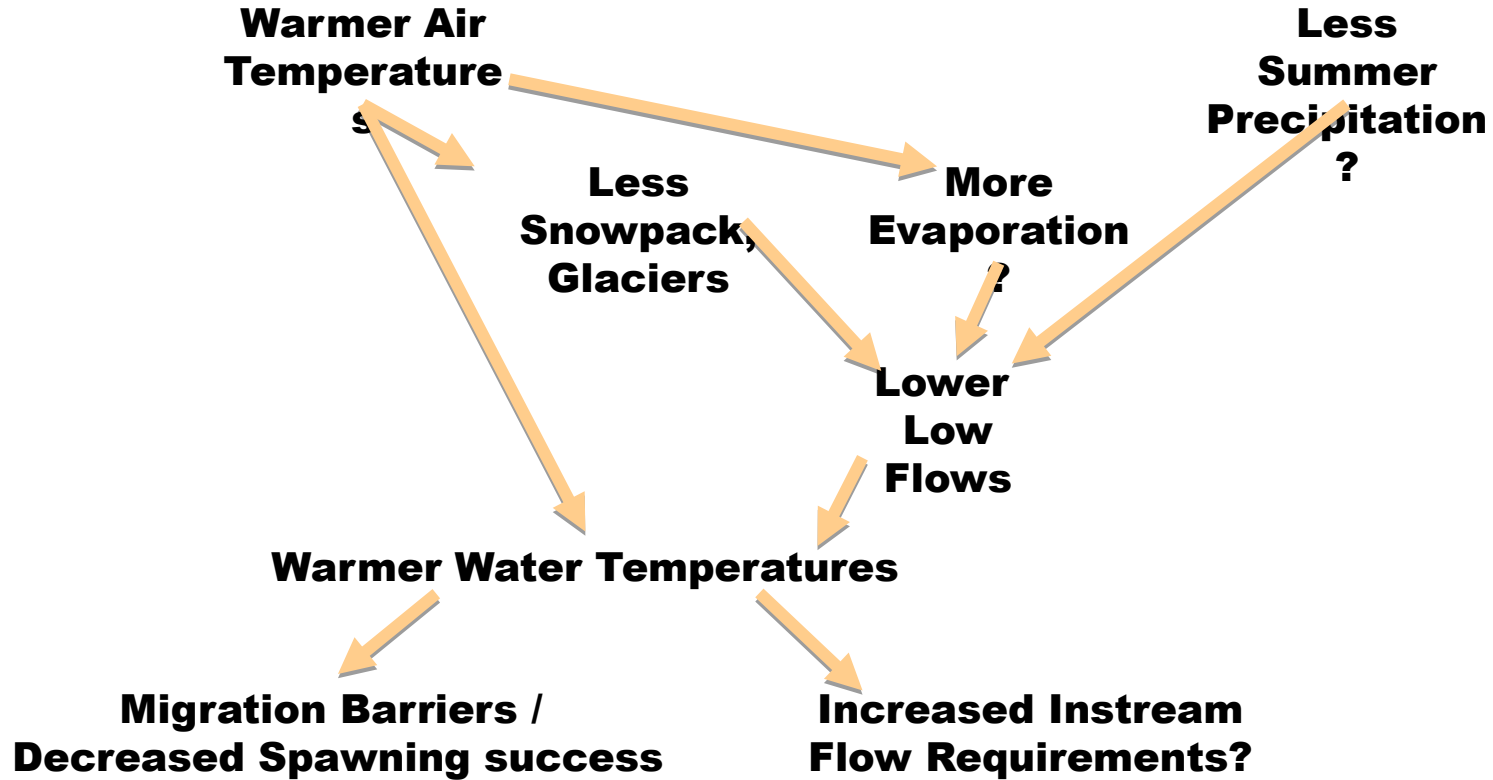 Warmer Air
Temperature
s
Less
Summer
Precipitation
?
Less
Snowpack,
Glaciers
More
Evaporation
?
Lower
Low
Flows
Warmer Water Temperatures
Migration Barriers /
Decreased Spawning success
Increased Instream
Flow Requirements?